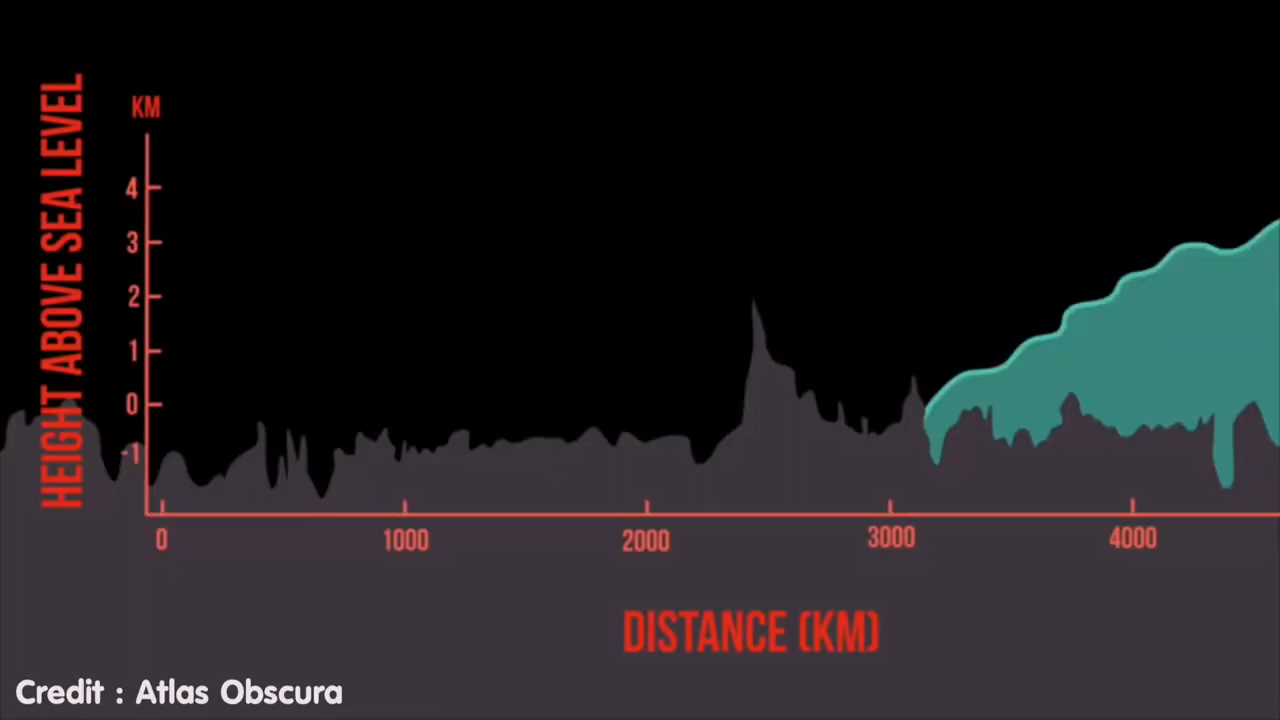 HEIGHT ABOVE SEA LEVEL
KM
4
3
2
1
0
-1
0 1000 2000 3000 4000
DISTANCE (KM)
Credit : Atlas Obscura